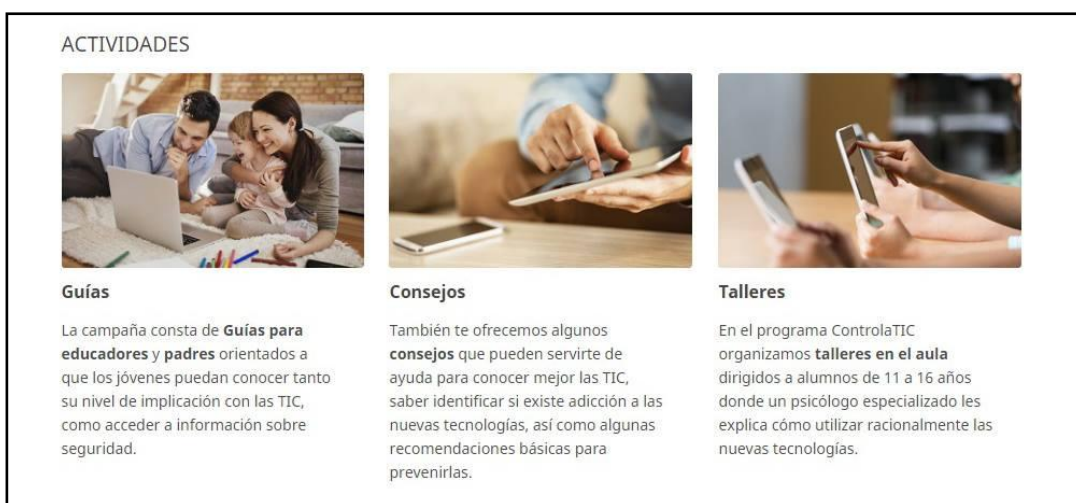 ACTIVIDADES
Guías
La campaña consta de Guías para
educadores y padres orientados a
que los jóvenes puedan conocer tanto
su nivel de implicación con las TIC,
como acceder a información sobre
seguridad.
Consejos
También te ofrecemos algunos
consejos que pueden servirte de
ayuda para conocer mejor las TIC,
saber identificar si existe adicción a las
nuevas tecnologías, así como algunas
recomendaciones básicas para
prevenirlas.
Talleres
En el programa ControlaTIC
organizamos talleres en el aula
dirigidos a alumnos de 11 a 16 años
donde un psicólogo especializado les
explica cómo utilizar racionalmente las
nuevas tecnologías.